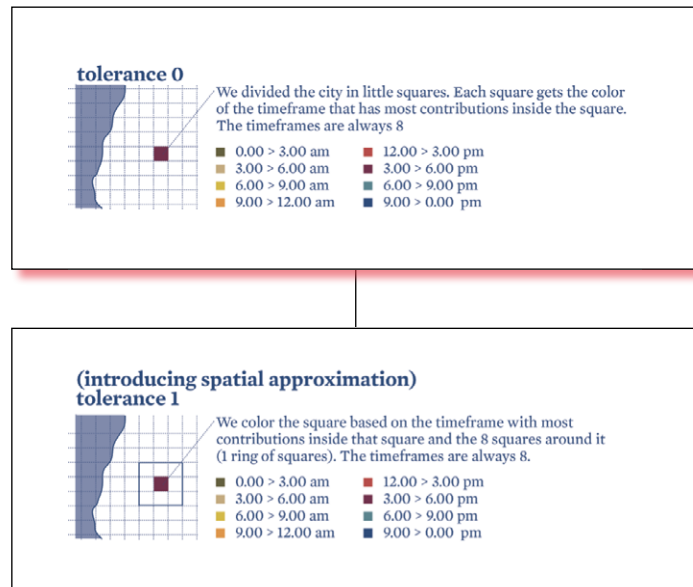 tolerance 0
We divided the city in little squares. Each square gets the color
of the timeframe that has most contributions inside the square.
The timeframes are always 8
0.00 > 3.00 am
3.00 > 6.00 am
6.00 > 9.00 am
9.00 > 12.00 am
12.00 > 3.00 pm
3.00 > 6.00 pm
6.00 > 9.00 pm
9.00 > 0.00 pm
(introducing spatial approximation)
tolerance 1
We color the square based on the timeframe with most
contributions inside that square and the 8 squares around it
(1 ring of squares). The timeframes are always 8.
0.00 > 3.00 am
3.00 > 6.00 am
6.00 > 9.00 am
9.00 > 12.00 am
12.00 > 3.00 pm
3.00 > 6.00 pm
6.00 > 9.00 pm
9.00 > 0.00 pm